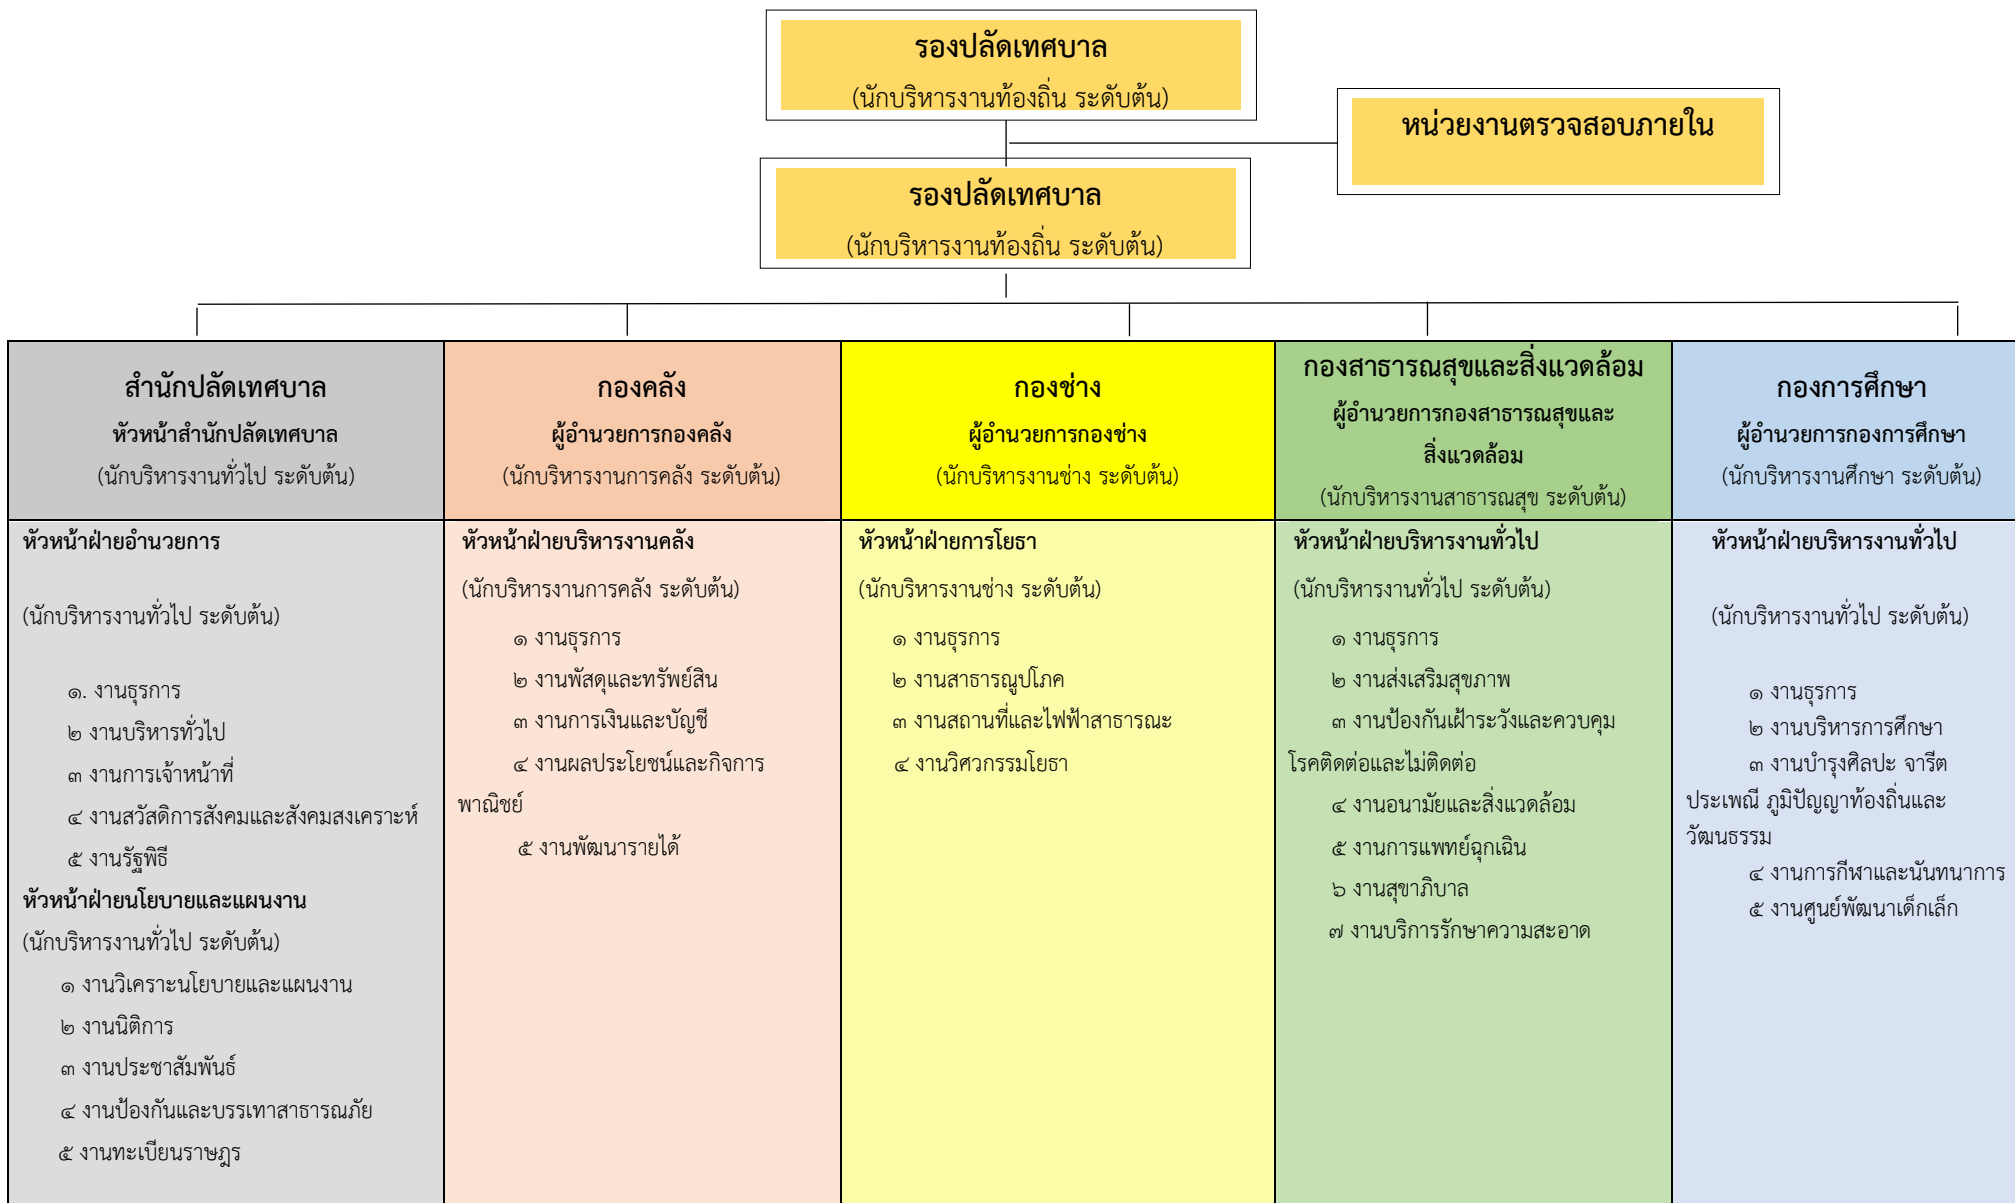 รองปลัดเทศบาล
(นักบริหารงานท้องถิ่น ระดับต้น)
หน่วยงานตรวจสอบภายใน
รองปลัดเทศบาล
(นักบริหารงานท้องถิ่น ระดับต้น)
สำนักปลัดเทศบาล
หัวหน้าสำนักปลัดเทศบาล
(นักบริหารงานทั่วไป ระดับต้น)
กองคลัง
ผู้อำนวยการกองคลัง
(นักบริหารงานการคลัง ระดับต้น)
กองช่าง
ผู้อำนวยการกองช่าง
(นักบริหารงานช่าง ระดับต้น)
กองสาธารณสุขและสิ่งแวดล้อม
ผู้อำนวยการกองสาธารณสุขและ
สิ่งแวดล้อม
(นักบริหารงานสาธารณสุข ระดับต้น)
กองการศึกษา
ผู้อำนวยการกองการศึกษา
(นักบริหารงานศึกษา ระดับต้น)
หัวหน้าฝ่ายอำนวยการ
(นักบริหารงานทั่วไป ระดับต้น)
๑. งานธุรการ
๒ งานบริหารทั่วไป
๓ งานการเจ้าหน้าที่
๔ งานสวัสดิการสังคมและสังคมสงเคราะห์
๕ งานรัฐพิธี
หัวหน้าฝ่ายนโยบายและแผนงาน
(นักบริหารงานทั่วไป ระดับต้น)
๑ งานวิเคราะนโยบายและแผนงาน
๒ งานนิติการ
๓ งานประชาสัมพันธ์
๔ งานป้องกันและบรรเทาสาธารณภัย
๕ งานทะเบียนราษฎร
หัวหน้าฝ่ายบริหารงานคลัง
(นักบริหารงานการคลัง ระดับต้น)
๑ งานธุรการ
๒ งานพัสดุและทรัพย์สิน
๓ งานการเงินและบัญชี
๔ งานผลประโยชน์และกิจการ
พาณิชย์
๕ งานพัฒนารายได้
หัวหน้าฝ่ายการโยธา
(นักบริหารงานช่าง ระดับต้น)
๑ งานธุรการ
๒ งานสาธารณูปโภค
๓ งานสถานที่และไฟฟ้าสาธารณะ
๔ งานวิศวกรรมโยธา
หัวหน้าฝ่ายบริหารงานทั่วไป
(นักบริหารงานทั่วไป ระดับต้น)
๑ งานธุรการ
๒ งานส่งเสริมสุขภาพ
๓ งานป้องกันเฝ้าระวังและควบคุม
โรคติดต่อและไม่ติดต่อ
๔ งานอนามัยและสิ่งแวดล้อม
๕ งานการแพทย์ฉุกเฉิน
๖ งานสุขาภิบาล
๗ งานบริการรักษาความสะอาด
หัวหน้าฝ่ายบริหารงานทั่วไป
(นักบริหารงานทั่วไป ระดับต้น)
๑ งานธุรการ
๒ งานบริหารการศึกษา
๓ งานบำรุงศิลปะ จารีต
ประเพณี ภูมิปัญญาท้องถิ่นและ
วัฒนธรรม
๔ งานการกีฬาและนันทนาการ
๕ งานศูนย์พัฒนาเด็กเล็ก